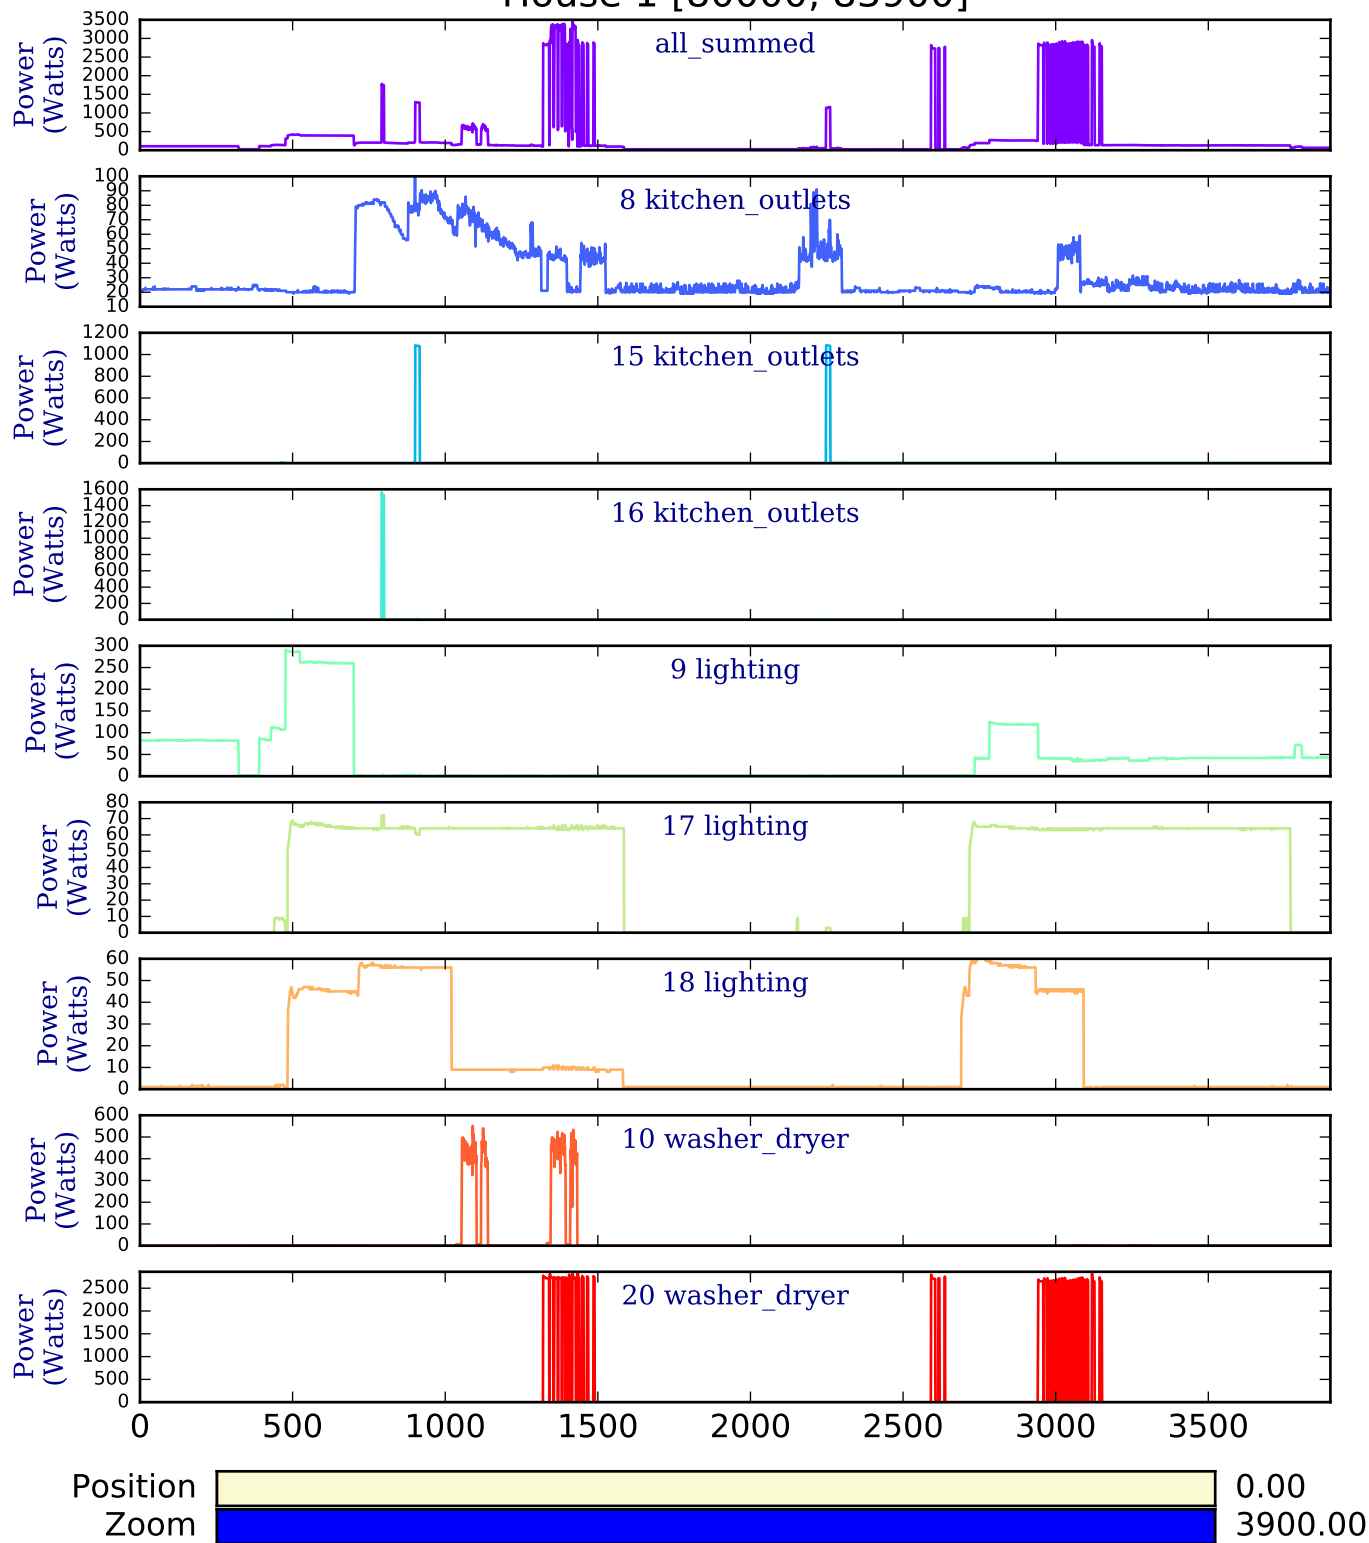 House 1 [80000, 83900]
all_summed
Power
(Watts)
3500
3000
2500
2000
1500
1000
500
0
8 kitchen_outlets
Power
(Watts)
100
90
80
70
60
50
40
30
20
10
15 kitchen_outlets
Power
(Watts)
1200
1000
800
600
400
200
0
16 kitchen_outlets
Power
(Watts)
1600
1400
1200
1000
800
600
400
200
0
9 lighting
Power
(Watts)
300
250
200
150
100
50
0
17 lighting
Power
(Watts)
80
70
60
50
40
30
20
10
0
18 lighting
Power
(Watts)
60
50
40
30
20
10
0
10 washer_dryer
Power
(Watts)
600
500
400
300
200
100
0
20 washer_dryer
Power
(Watts)
2500
2000
1500
1000
500
0
0 500 1000 1500 2000 2500 3000 3500
Position 0.00
Zoom 3900.00